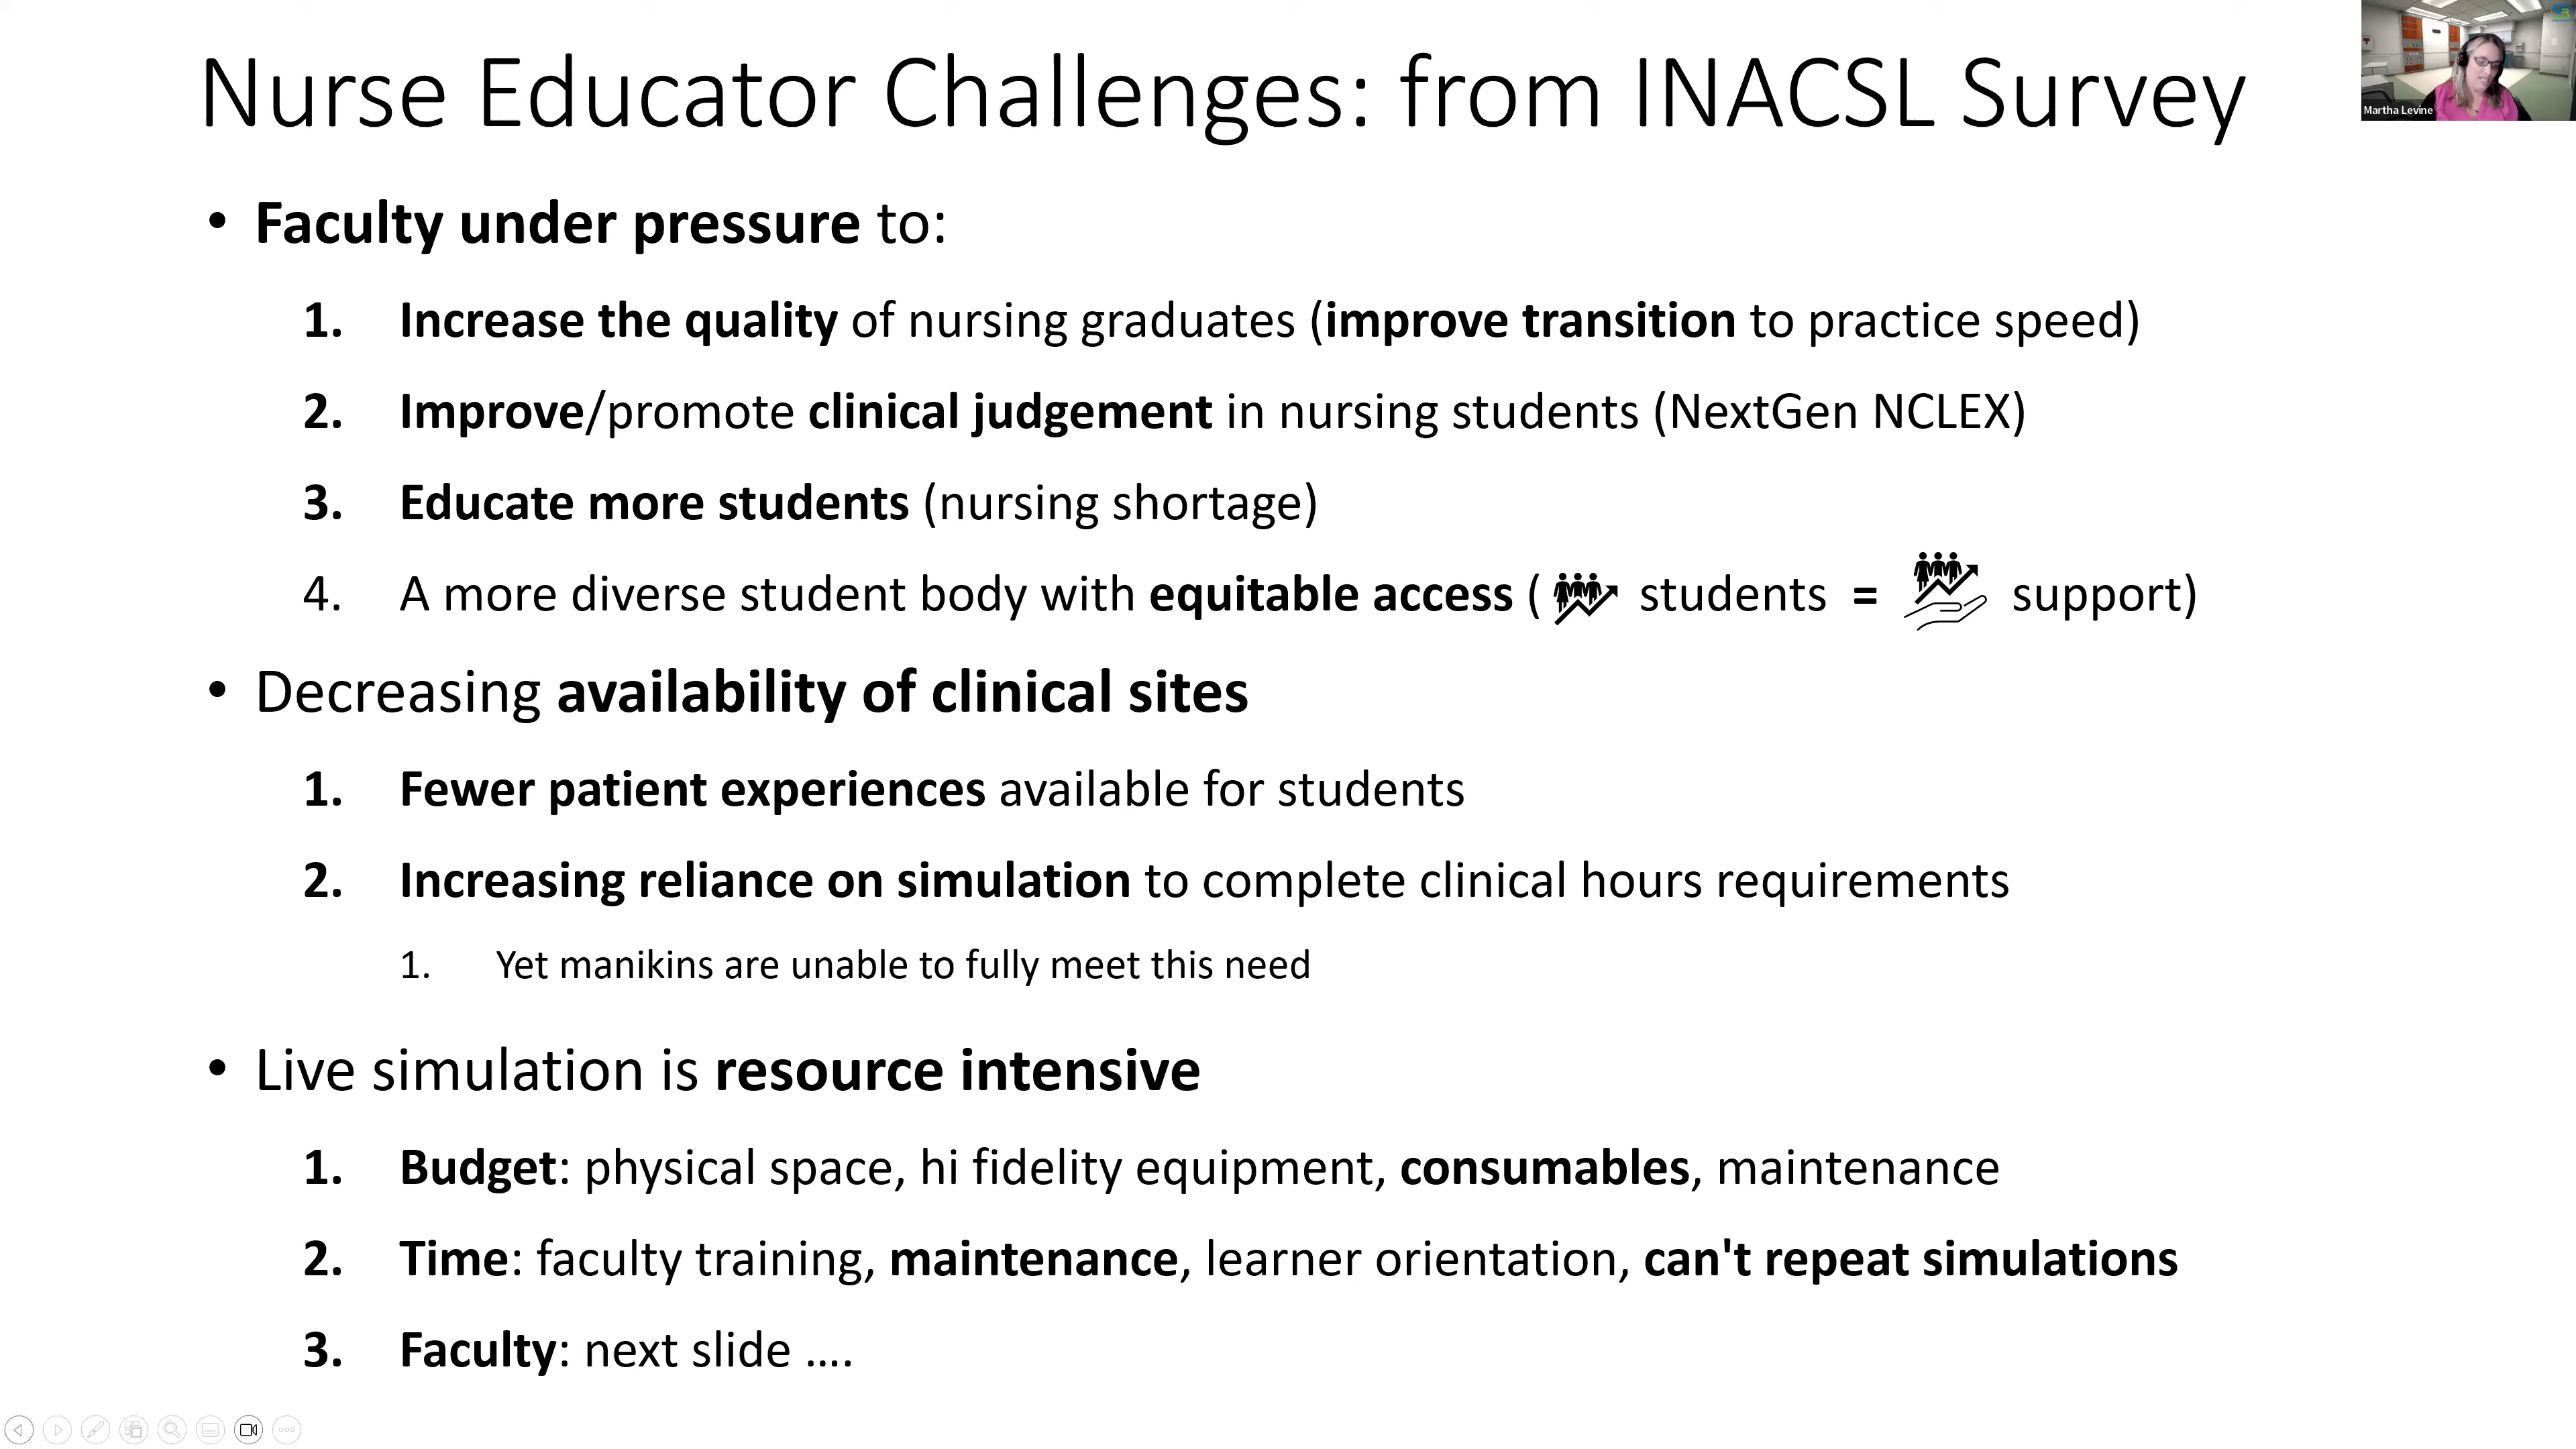 Nurse Educator Challenges: from INACSL Survey
Martha Levine
• Faculty under pressure to:
1. Increase the quality of nursing graduates (improve transition to practice speed)
2. Improve/promote clinical judgement in nursing students (NextGen NCLEX)
3. Educate more students (nursing shortage)
4. A more diverse student body with equitable access ( students = support)
• Decreasing availability of clinical sites
1. Fewer patient experiences available for students
2. Increasing reliance on simulation to complete clinical hours requirements
1. Yet manikins are unable to fully meet this need
• Live simulation is resource intensive
1. Budget: physical space, hi fidelity equipment, consumables, maintenance
2. Time: faculty training, maintenance, learner orientation, can't repeat simulations
3. Faculty: next slide ....